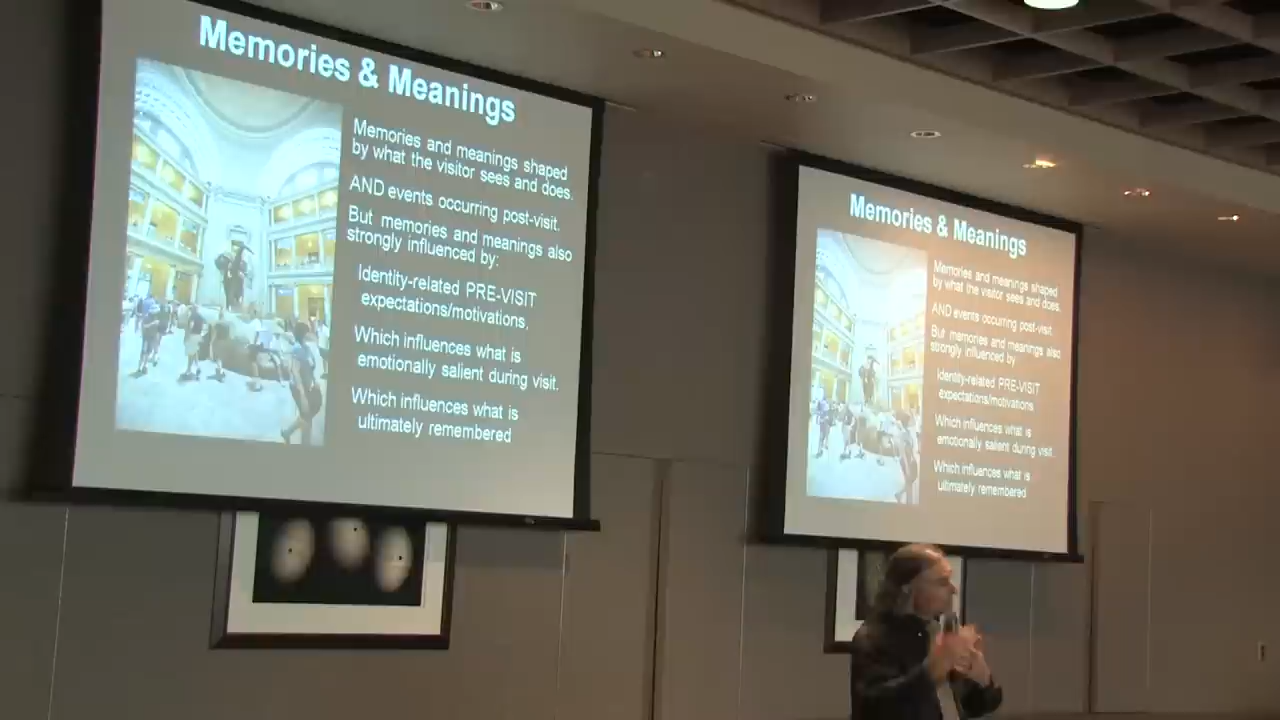 Memories & Meanings
Memories and meanings shaped
by what the visitor sees and does.
AND events occurring post-visit.
But memories and meanings also
strongly influenced by:
Identity-related PRE-VISIT
expectations/motivations,
Which influences what is
emotionally salient during visit.
Which influences what is
ultimately remembered
Memories & Meanings
Memories and meanings shaped
by what the visitor sees and does.
AND events occurring post-visit.
But memories and meanings also
strongly influenced by
Identity-related PRE-VISIT
expectations/motivations
Which influences what is
emotionally salient during visit.
Which influences what is
ultimately remembered